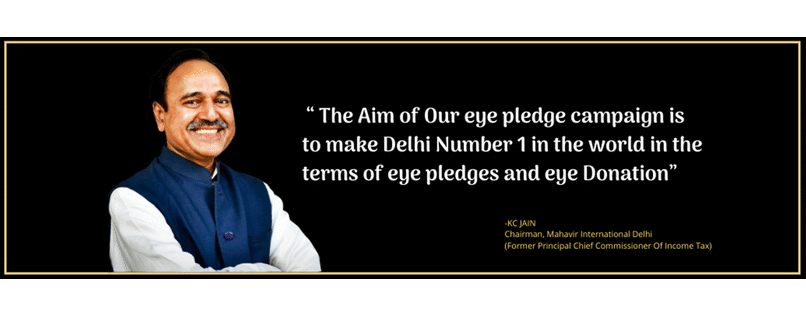 “ The Aim of Our eye pledge campaign is
to make Delhi Number 1 in the world in the
terms of eye pledges and eye Donation”
-KC JAIN
Chairman, Mahavir International Delhi
(Former Principal Chief Commissioner Of Income Tax)